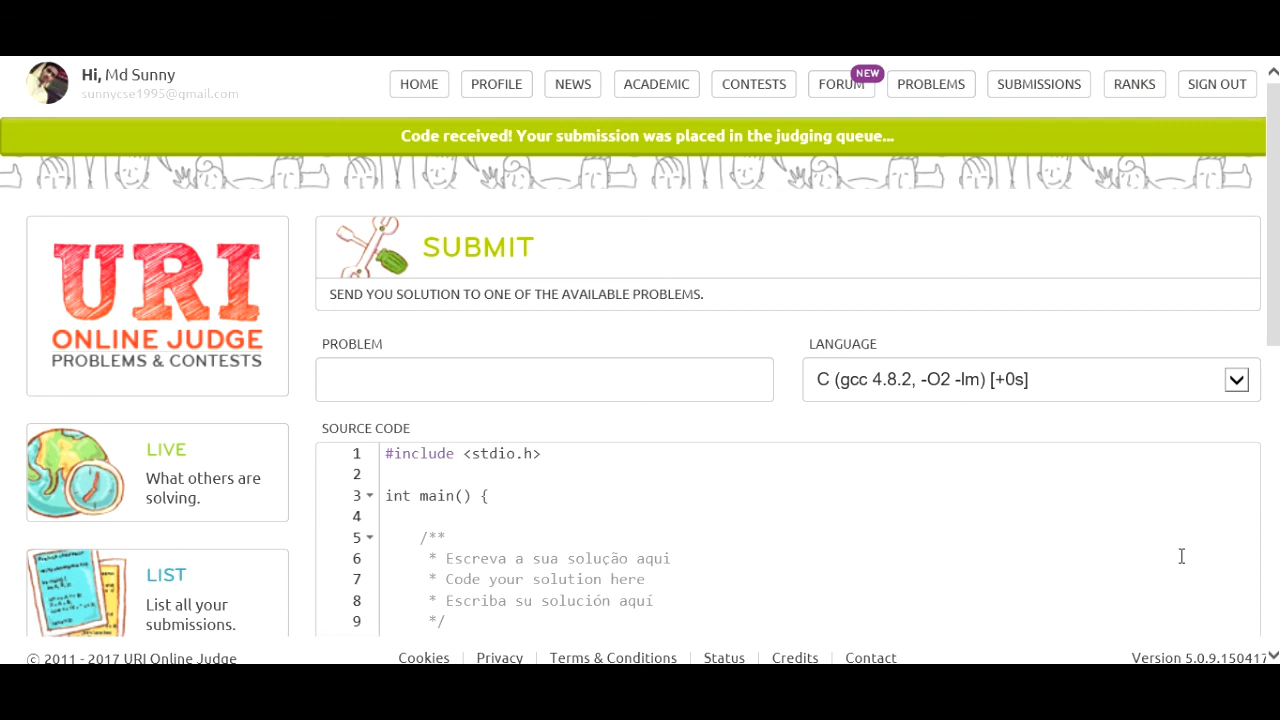 Hi, Md Sunny
sunnycse1995@gmail.com
HOME
PROFILE
NEWS
ACADEMIC
CONTESTS
FORUM
NEW
PROBLEMS
SUBMISSIONS
RANKS
SIGN OUT
Code received! Your submission was placed in the judging queue...
URI
ONLINE JUDGE
PROBLEMS & CONTESTS
SUBMIT
SEND YOU SOLUTION TO ONE OF THE AVAILABLE PROBLEMS.
PROBLEM
LANGUAGE
C (gcc 4.8.2, -O2 -lm) [+0s]
SOURCE CODE
1 #include <stdio.h>
2
3 int main() {
4
5 /**
6 * Escreva a sua solução aqui
7 * Code your solution here
8 * Escriba su solución aquí
9 */
LIVE
What others are
solving.
LIST
List all your
submissions.
© 2011 - 2017 URI Online Judge
Cookies
Privacy
Terms & Conditions
Status
Credits
Contact
Version 5.0.9.150417